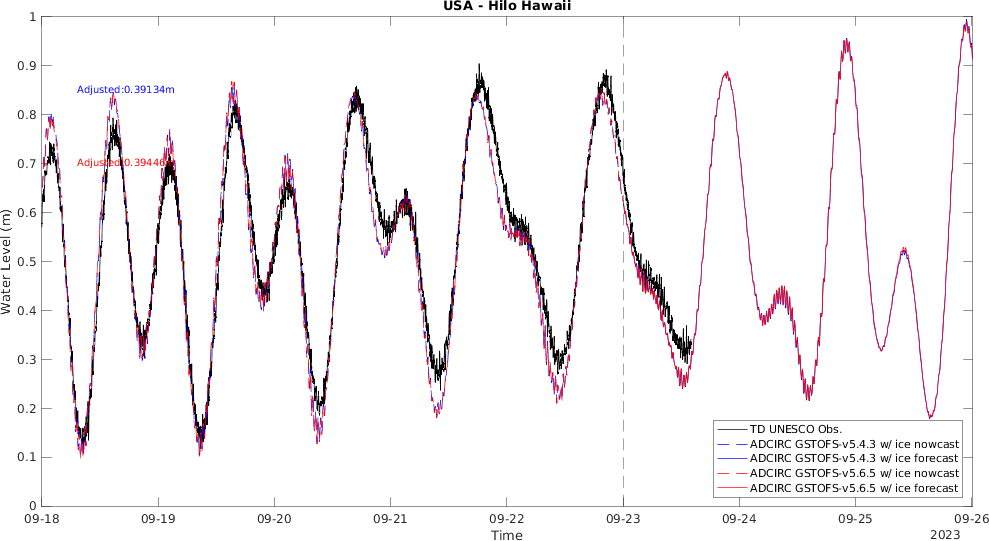 USA - Hilo Hawaii
1
0.9
0.8
0.7
0.6
0.5
0.4
0.3
0.2
0.1
0
Water Level (m)
Adjusted:0.39134m
Adjusted:0.39446
TD UNESCO Obs.
ADCIRC GSTOFS-v5.4.3 w/ ice nowcast
ADCIRC GSTOFS-v5.4.3 w/ ice forecast
ADCIRC GSTOFS-v5.6.5 w/ ice nowcast
ADCIRC GSTOFS-v5.6.5 w/ ice forecast
09-18 09-19 09-20 09-21 09-22 09-23 09-24 09-25 09-26
Time
2023